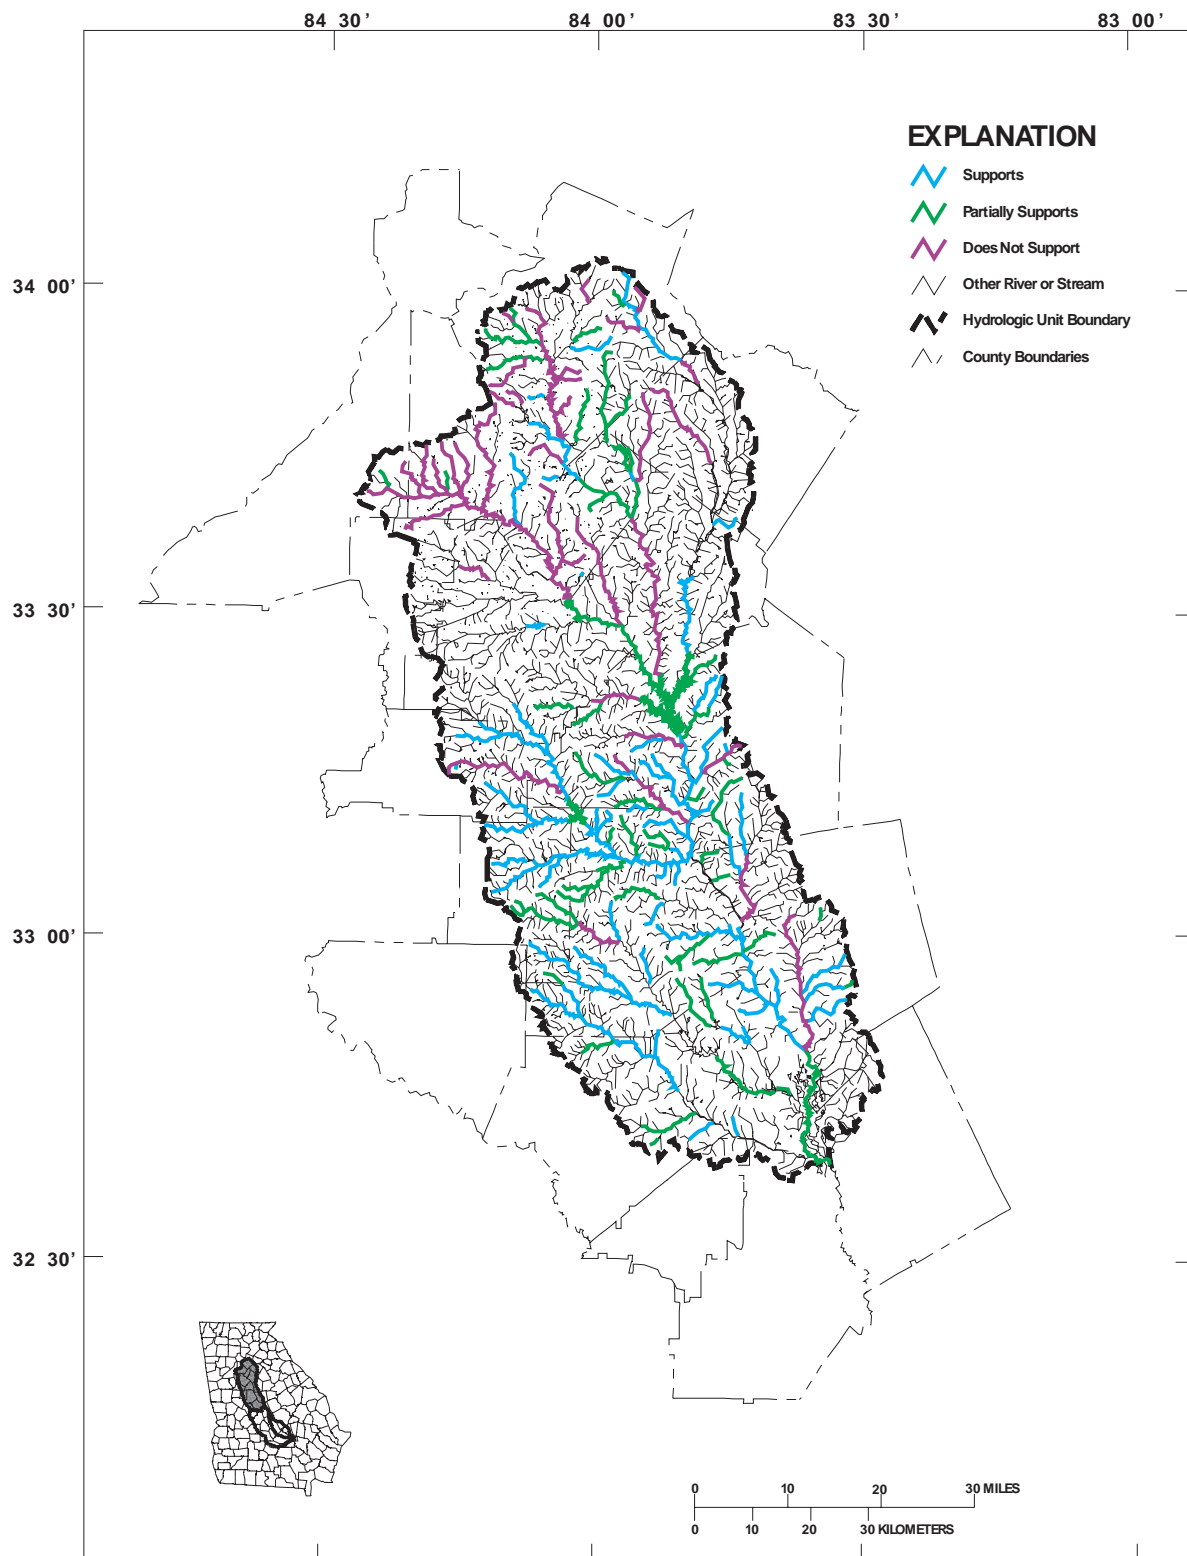 84 30’ 84 00’ 83 30’ 83 00’
EXPLANATION
Supports
Partially Supports
Does Not Support
Other River or Stream
Hydrologic Unit Boundary
County Boundaries
34 00’
33 30’
33 00’
32 30’
0 10 20 30 MILES
0 10 20 30 KILOMETERS